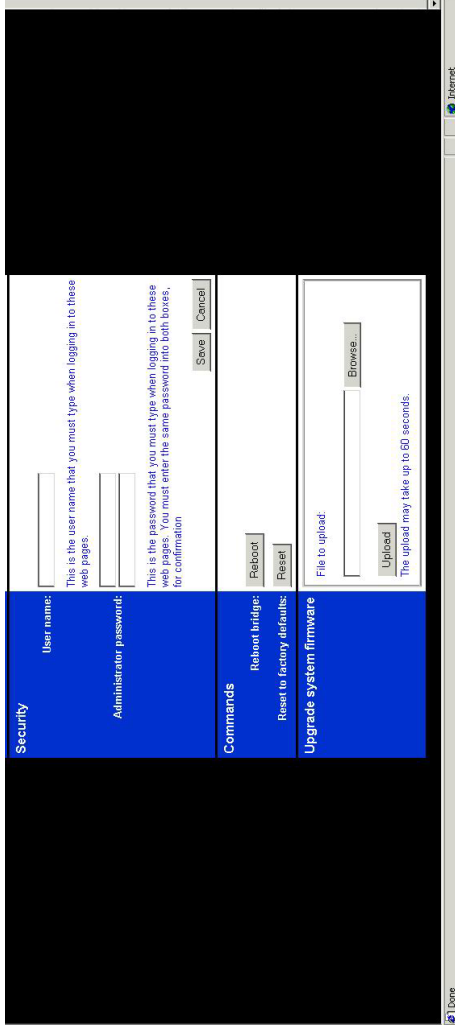 Security
User name:
This is the user name that you must type when logging in to these
web pages.
Administrator password:
This is the password that you must type when logging in to these
web pages. You must enter the same password into both boxes,
for confirmation
Save Cancel
Commands
Reboot bridge: Reboot
Reset to factory defaults: Reset
Upgrade system firmware
File to upload:
Browse...
Upload
The upload may take up to 60 seconds.
Done Internet